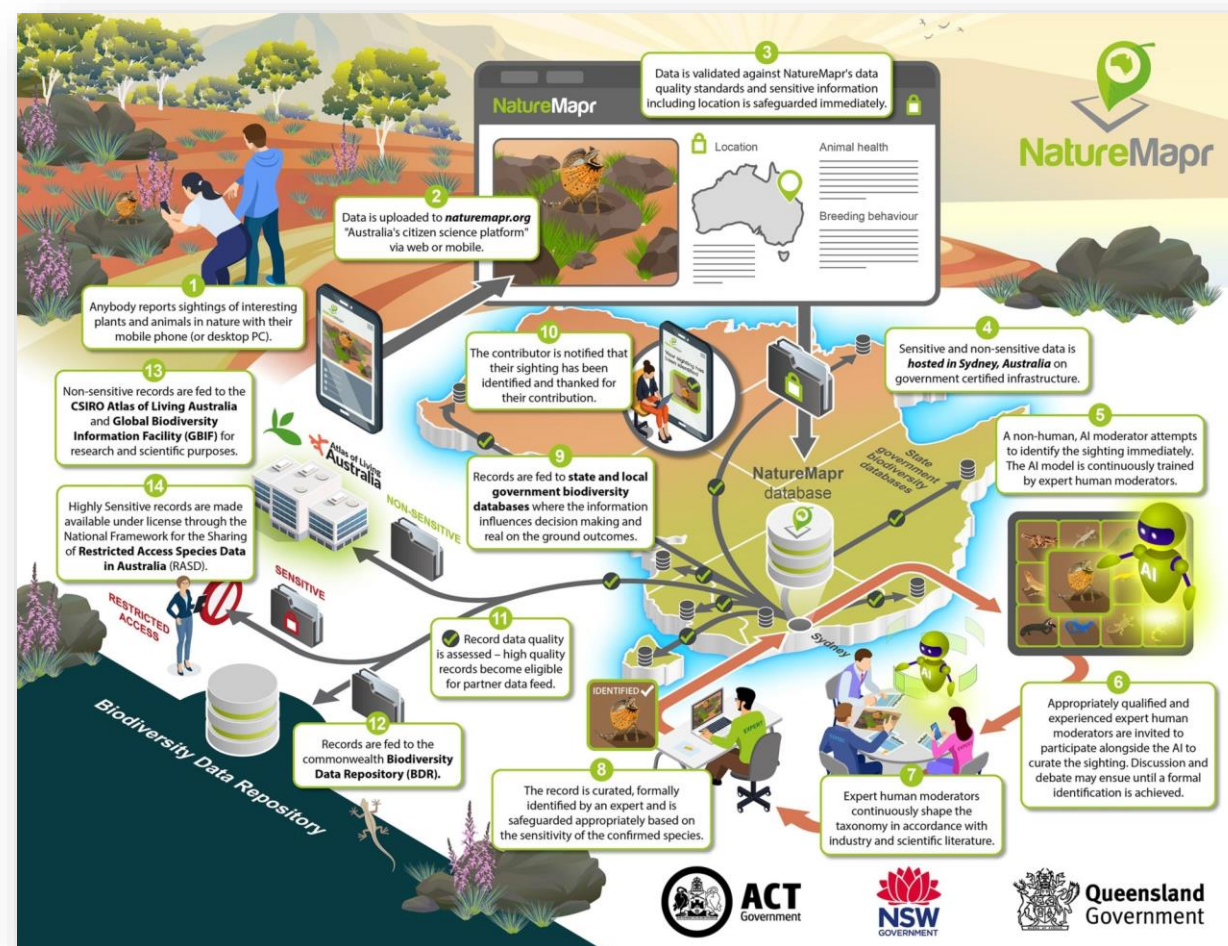 3
Data is validated against NatureMapr's data
quality standards and sensitive information
including location is safeguarded immediately.
NatureMapr
NatureMapr
Location
Animal health
Breeding behaviour
2
Data is uploaded to naturemapr.org
"Australia's citizen science platform"
via web or mobile.
1
Anybody reports sightings of interesting
plants and animals in nature with their
mobile phone (or desktop PC).
10
The contributor is notified that
their sighting has been
identified and thanked for
their contribution.
Your sighting has
been identified
4
Sensitive and non-sensitive data is
hosted in Sydney, Australia on
government certified infrastructure.
13
Non-sensitive records are fed to the
CSIRO Atlas of Living Australia
and Global Biodiversity
Information Facility (GBIF) for
research and scientific purposes.
Atlas of Living
Australia
5
A non-human, AI moderator attempts
to identify the sighting immediately.
The AI model is continuously trained
by expert human moderators.
9
Records are fed to state and local
government biodiversity
databases where the information
influences decision making and
real on the ground outcomes.
NatureMapr
database
State
government
biodiversity
databases
14
Highly Sensitive records are made
available under license through the
National Framework for the Sharing
of Restricted Access Species Data
in Australia (RASD).
NON-SENSITIVE
SENSITIVE
RESTRICTED
ACCESS
AI
11
Record data quality
is assessed – high quality
records become eligible
for partner data feed.
Sydney
AI
IDENTIFIED
EXPERT
EXPERT
EXPERT
6
Appropriately qualified and
experienced expert human
moderators are invited to
participate alongside the AI to
curate the sighting. Discussion and
debate may ensue until a formal
identification is achieved.
12
Records are fed to the
commonwealth Biodiversity
Data Repository (BDR).
Biodiversity Data Repository
8
The record is curated, formally
identified by an expert and is
safeguarded appropriately based
on the sensitivity of the confirmed species.
7
Expert human moderators
continuously shape the
taxonomy in accordance with
industry and scientific literature.
ACT
Government
NSW
GOVERNMENT
Queensland
Government